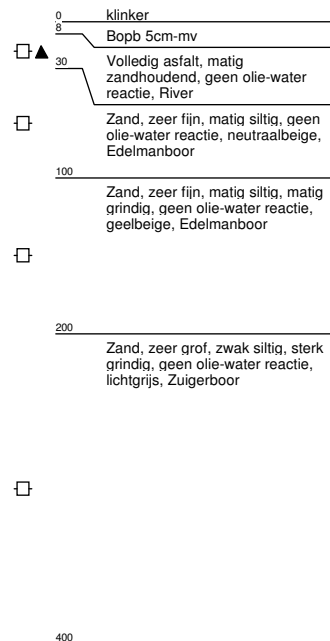 0 klinker
8 Bopb 5cm-mv
30 Volledig asfalt, matig
zandhoudend, geen olie-water
reactie, River
Zand, zeer fijn, matig siltig, geen
olie-water reactie, neutraalbeige,
Edelmanboor
100
Zand, zeer fijn, matig siltig, matig
grindig, geen olie-water reactie,
geelbeige, Edelmanboor
200
Zand, zeer grof, zwak siltig, sterk
grindig, geen olie-water reactie,
lichtgrijs, Zuigerboor
400